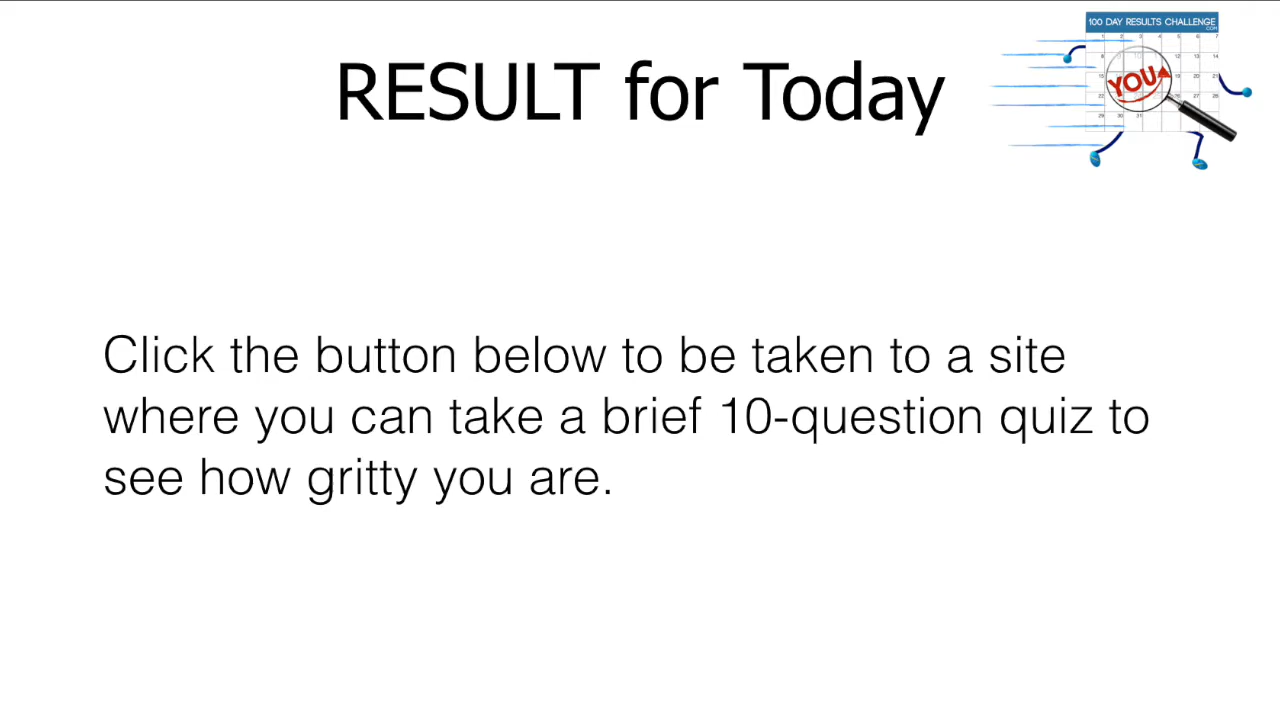 RESULT for Today
100 DAY RESULTS CHALLENGE
.COM
YOU
Click the button below to be taken to a site
where you can take a brief 10-question quiz to
see how gritty you are.